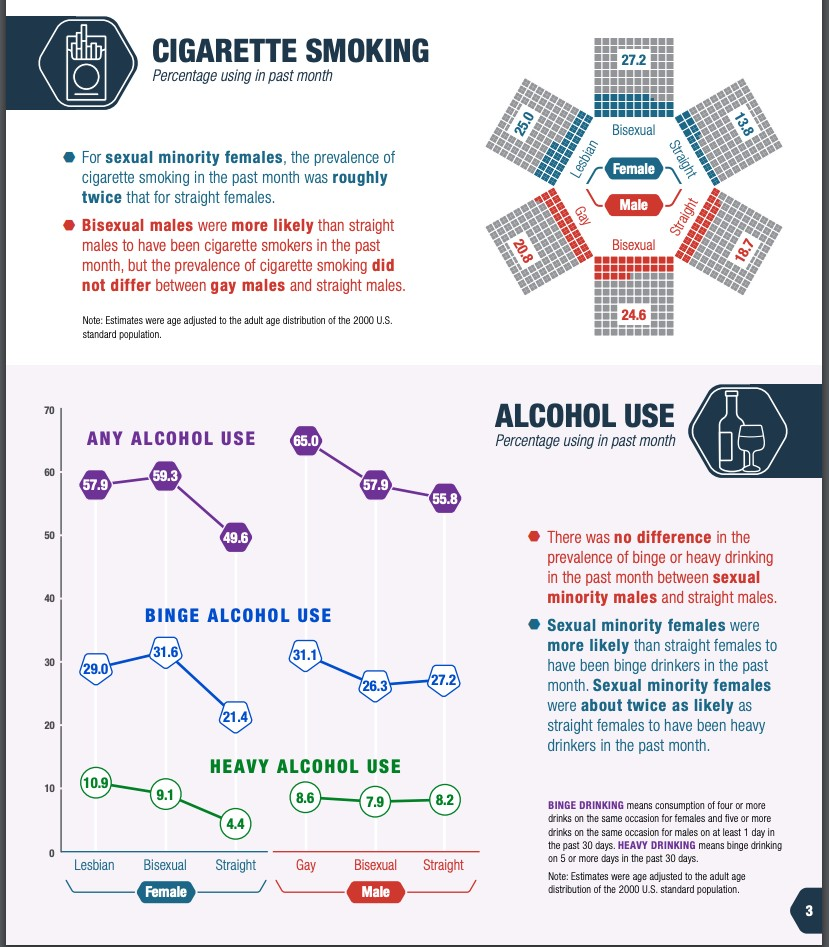 CIGARETTE SMOKING
Percentage using in past month
For sexual minority females, the prevalence of
cigarette smoking in the past month was roughly
twice that for straight females.
Bisexual males were more likely than straight
males to have been cigarette smokers in the past
month, but the prevalence of cigarette smoking did
not differ between gay males and straight males.
Note: Estimates were age adjusted to the adult age distribution of the 2000 U.S.
standard population.
27.2
25.0
13.8
Bisexual
Lesbian
Straight
Female
Male
Gay
Straight
Bisexual
20.8
18.7
24.6
ALCOHOL USE
Percentage using in past month
70
60
50
40
30
20
10
0
ANY ALCOHOL USE
57.9
59.3
49.6
65.0
57.9
55.8
BINGE ALCOHOL USE
29.0
31.6
21.4
31.1
26.3
27.2
HEAVY ALCOHOL USE
10.9
9.1
4.4
8.6
7.9
8.2
Lesbian
Bisexual
Straight
Gay
Bisexual
Straight
Female
Male
There was no difference in the
prevalence of binge or heavy drinking
in the past month between sexual
minority males and straight males.
Sexual minority females were
more likely than straight females to
have been binge drinkers in the past
month. Sexual minority females
were about twice as likely as
straight females to have been heavy
drinkers in the past month.
BINGE DRINKING means consumption of four or more
drinks on the same occasion for females and five or more
drinks on the same occasion for males on at least 1 day in
the past 30 days. HEAVY DRINKING means binge drinking
on 5 or more days in the past 30 days.
Note: Estimates were age adjusted to the adult age
distribution of the 2000 U.S. standard population.
3